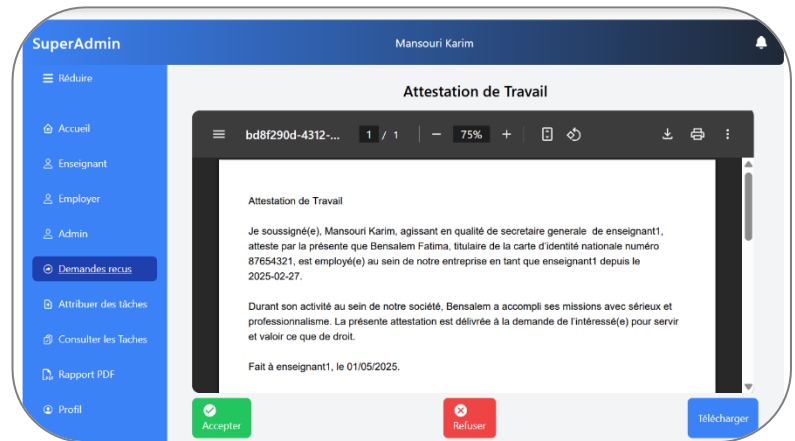 SuperAdmin
Mansouri Karim
Réduire
Accueil
Enseignant
Employer
Admin
Demandes recus
Attribuer des tâches
Consulter les Taches
Rapport PDF
Profil
Attestation de Travail
bd8f290d-4312-... 1 / 1 75%
Attestation de Travail
Je soussigné(e), Mansouri Karim, agissant en qualité de secretaire generale de enseignant1,
atteste par la présente que Bensalem Fatima, titulaire de la carte d'identité nationale numéro
87654321, est employé(e) au sein de notre entreprise en tant que enseignant1 depuis le
2025-02-27.
Durant son activité au sein de notre société, Bensalem a accompli ses missions avec sérieux et
professionnalisme. La présente attestation est délivrée à la demande de l'intéressé(e) pour servir
et valoir ce que de droit.
Fait à enseignant1, le 01/05/2025.
Accepter
Refuser
Télécharger